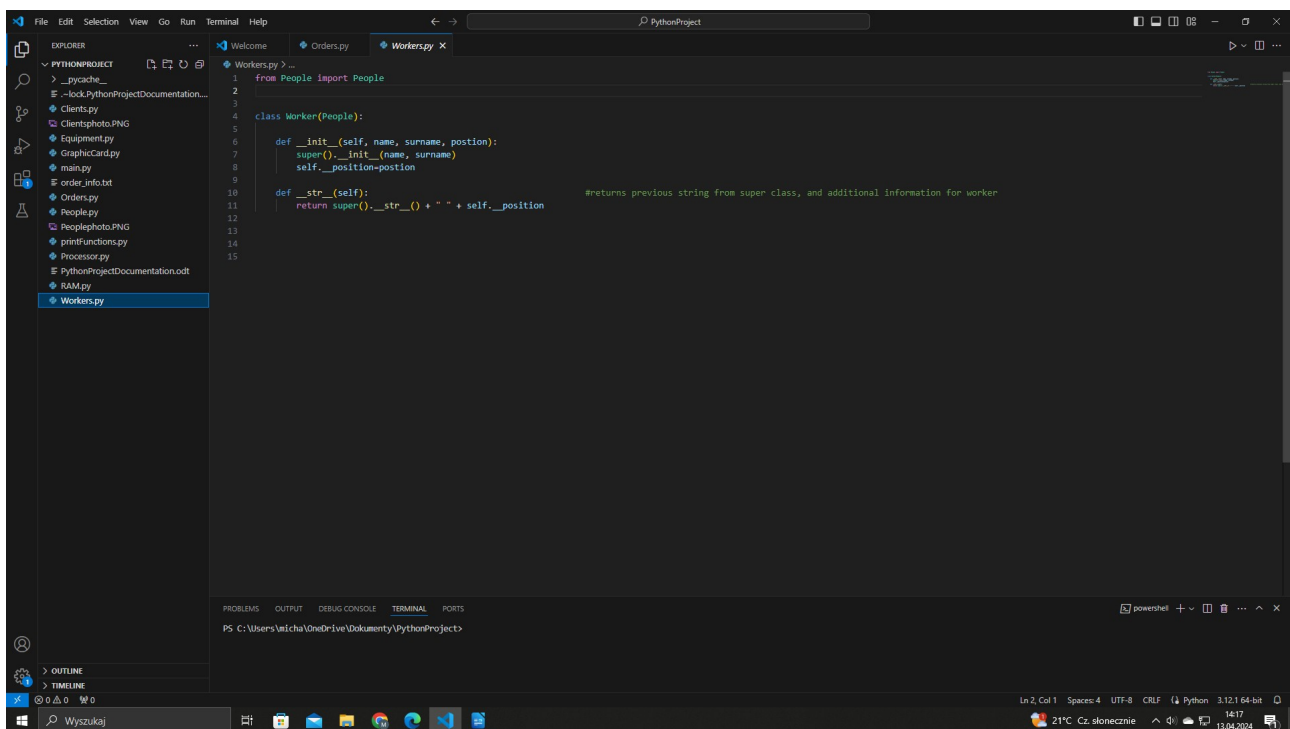 File Edit Selection View Go Run Terminal Help
PythonProject
EXPLORER
Welcome Orders.py Workers.py
PYTHONPROJECT
Workers.py > ...
__pycache__
.~lock.PythonProjectDocumentation....
Clients.py
Clientsphoto.PNG
Equipment.py
GraphicCard.py
main.py
order_info.txt
Orders.py
People.py
Peoplephoto.PNG
printFunctions.py
Processor.py
PythonProjectDocumentation.odt
RAM.py
Workers.py
1 from People import People
2
3
4 class Worker(People):
5
6 def __init__(self, name, surname, postion):
7 super().__init__(name, surname)
8 self.__position=postion
9
10 def __str__(self): #returns previous string from super class, and additional information for worker
11 return super().__str__() + " " + self.__position
12
13
14
15
PROBLEMS OUTPUT DEBUG CONSOLE TERMINAL PORTS
powershell
PS C:\Users\micha\OneDrive\Dokumenty\PythonProject>
OUTLINE
TIMELINE
0 0 0
Ln 2, Col 1 Spaces: 4 UTF-8 CRLF Python 3.12.1 64-bit
Wyszukaj
21°C Cz. słonecznie
14:17
13.04.2024